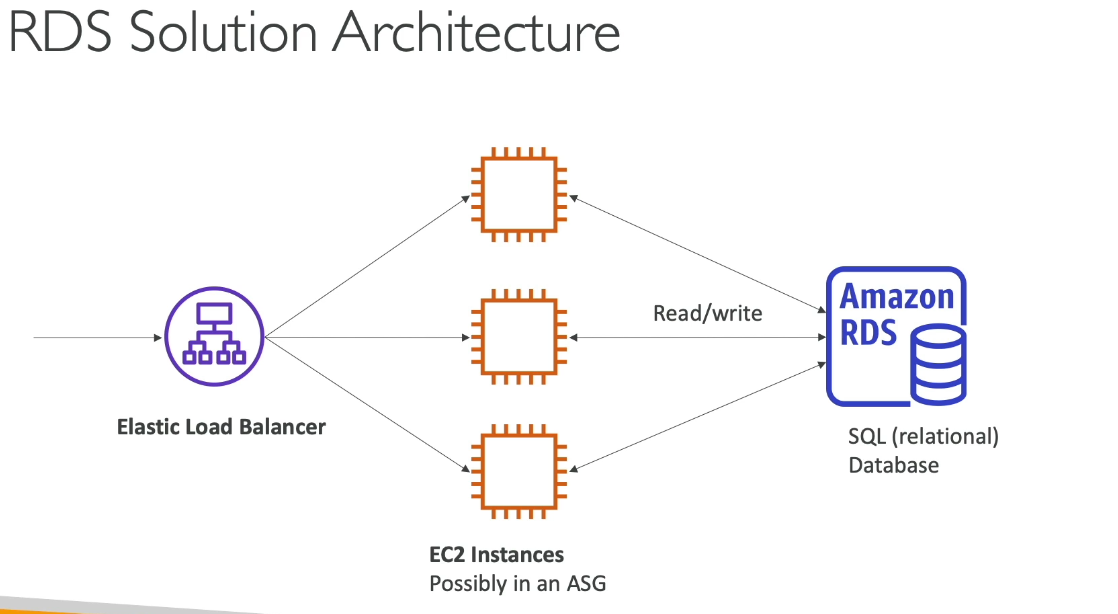 RDS Solution Architecture
Amazon
RDS
Read/write
Elastic Load Balancer
SQL (relational)
Database
EC2 Instances
Possibly in an ASG